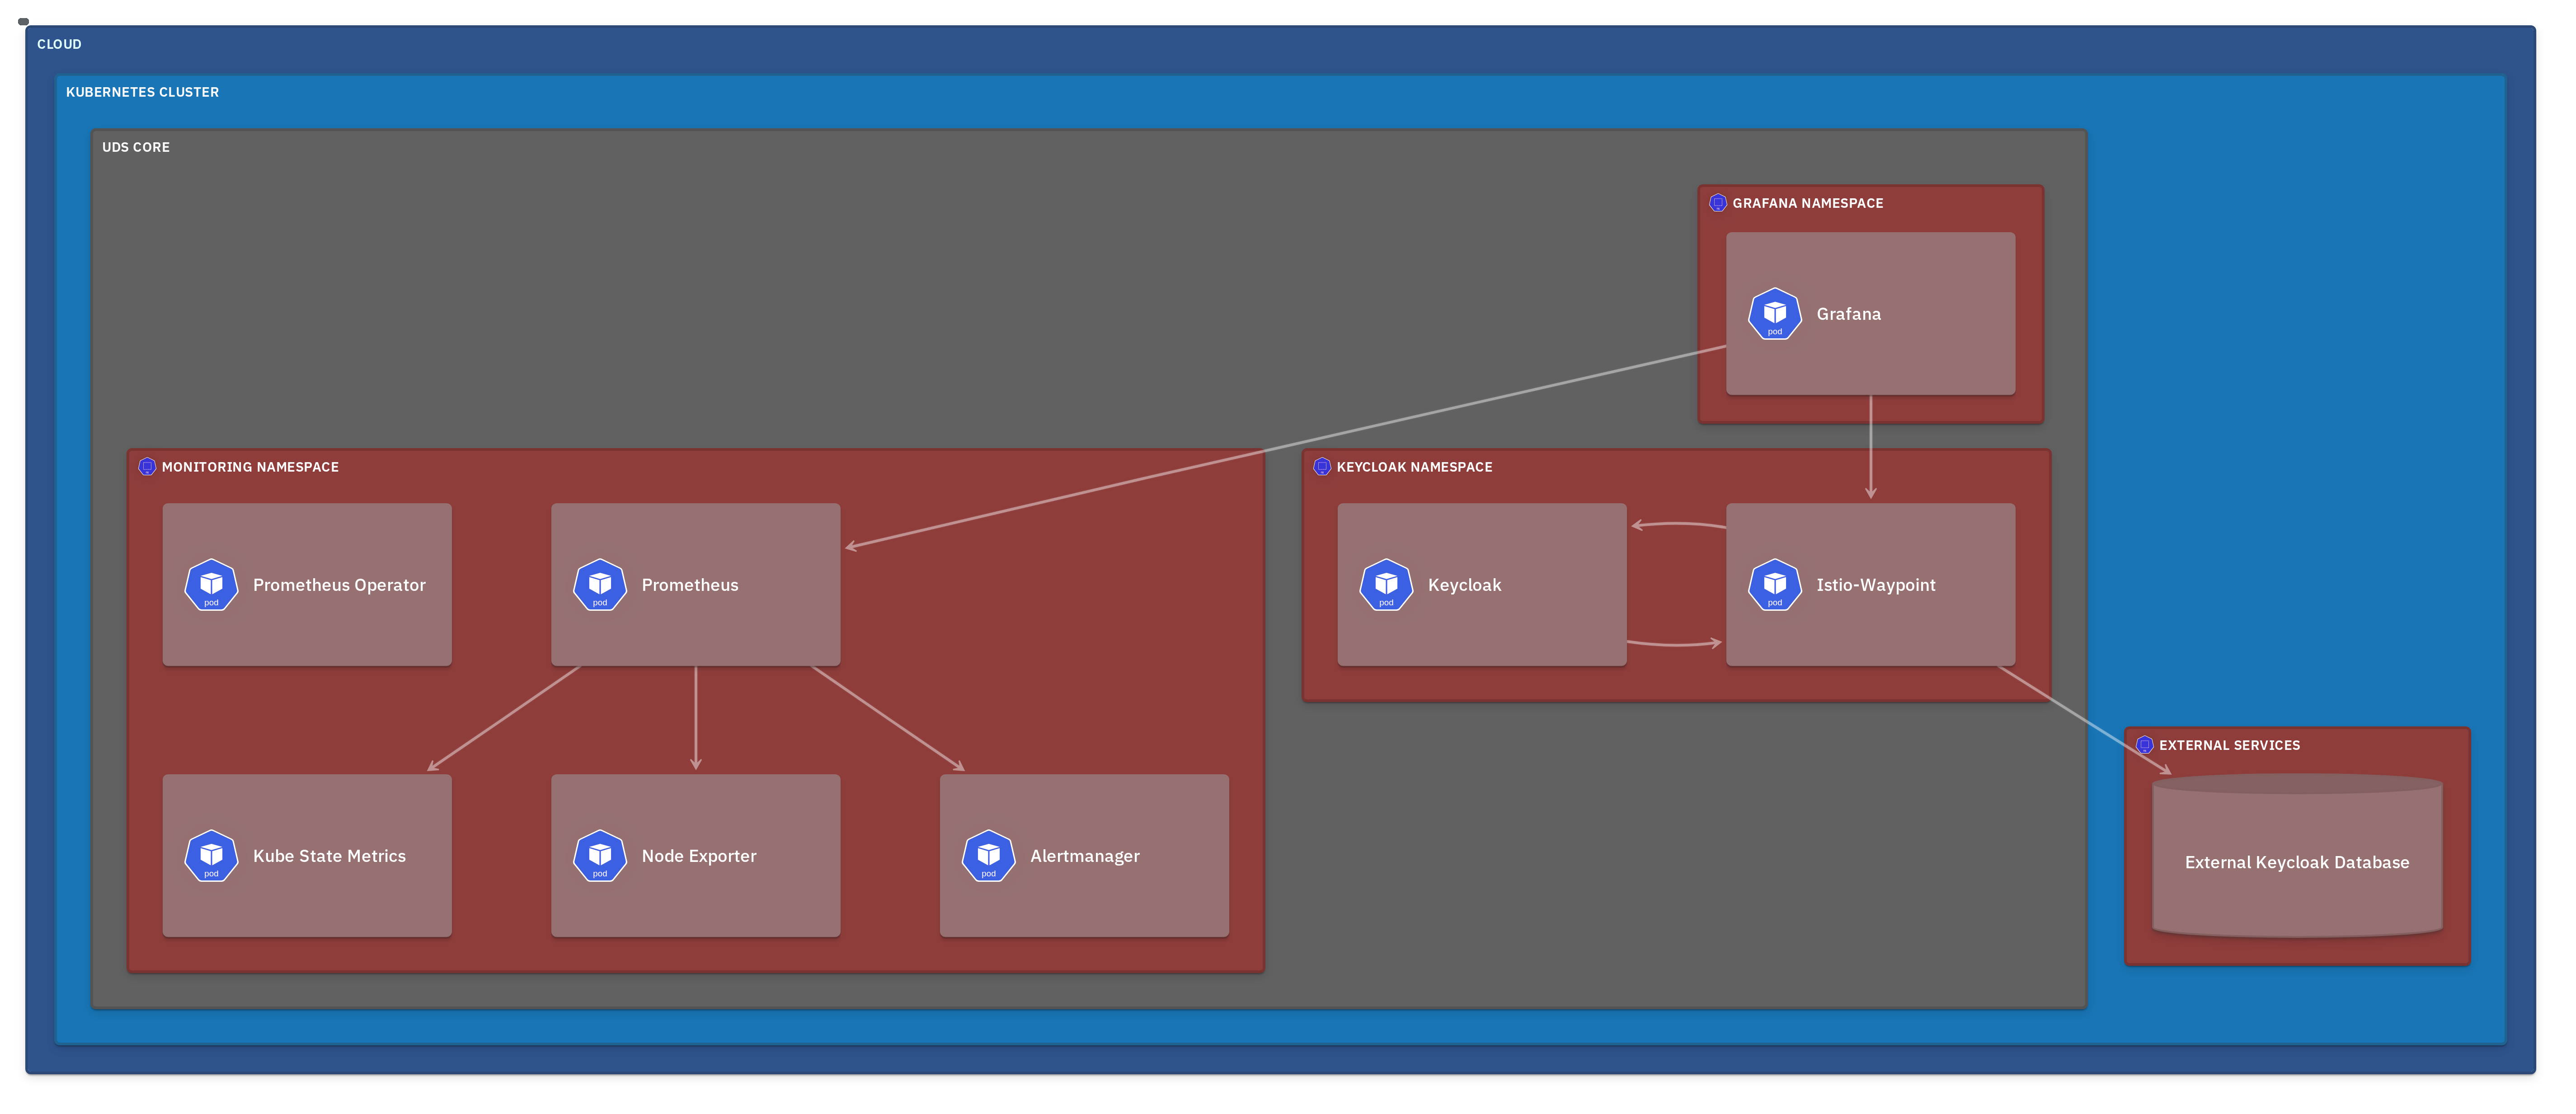 CLOUD
KUBERNETES CLUSTER
UDS CORE
GRAFANA NAMESPACE
pod
Grafana
MONITORING NAMESPACE
pod
Prometheus Operator
pod
Prometheus
KEYCLOAK NAMESPACE
pod
Keycloak
pod
Istio-Waypoint
pod
Kube State Metrics
pod
Node Exporter
pod
Alertmanager
EXTERNAL SERVICES
External Keycloak Database